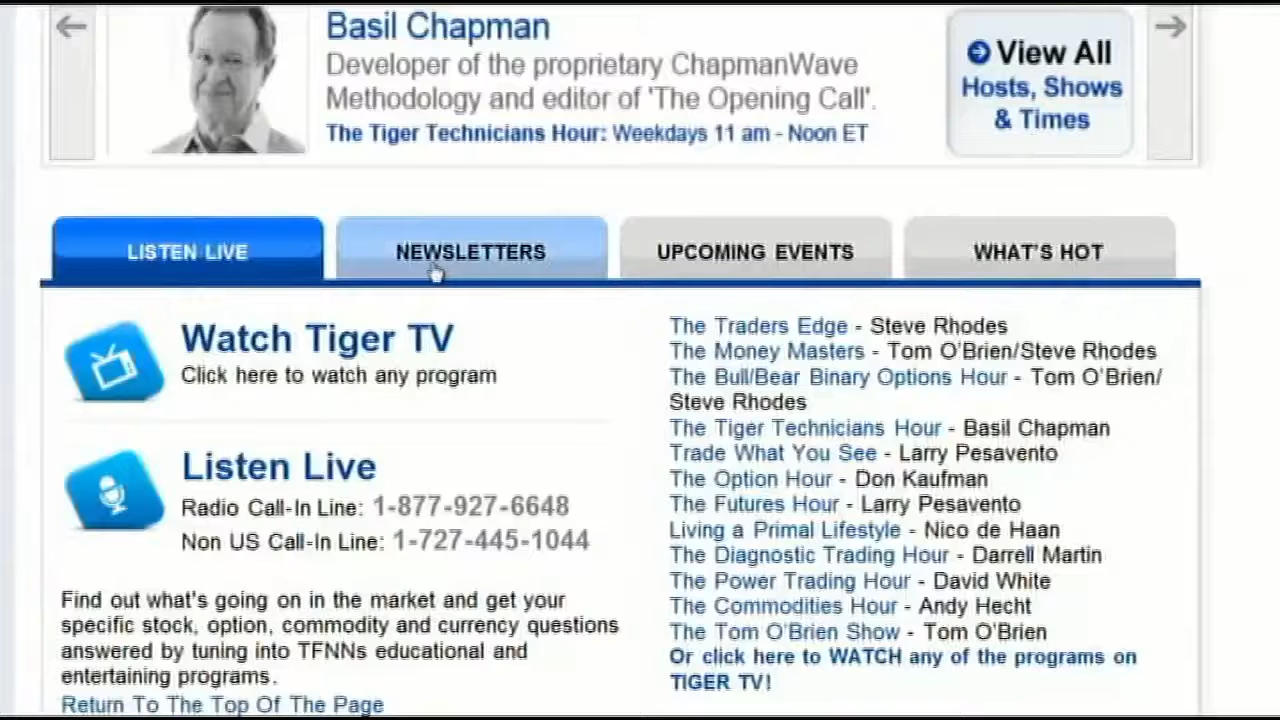 Basil Chapman
Developer of the proprietary ChapmanWave
Methodology and editor of 'The Opening Call'.
The Tiger Technicians Hour: Weekdays 11 am - Noon ET
View All
Hosts, Shows
& Times
LISTEN LIVE
NEWSLETTERS
UPCOMING EVENTS
WHAT'S HOT
Watch Tiger TV
Click here to watch any program
Listen Live
Radio Call-In Line: 1-877-927-6648
Non US Call-In Line: 1-727-445-1044
Find out what's going on in the market and get your
specific stock, option, commodity and currency questions
answered by tuning into TFNNs educational and
entertaining programs.
Return To The Top Of The Page
The Traders Edge - Steve Rhodes
The Money Masters - Tom O'Brien/Steve Rhodes
The Bull/Bear Binary Options Hour - Tom O'Brien/
Steve Rhodes
The Tiger Technicians Hour - Basil Chapman
Trade What You See - Larry Pesavento
The Option Hour - Don Kaufman
The Futures Hour - Larry Pesavento
Living a Primal Lifestyle - Nico de Haan
The Diagnostic Trading Hour - Darrell Martin
The Power Trading Hour - David White
The Commodities Hour - Andy Hecht
The Tom O'Brien Show - Tom O'Brien
Or click here to WATCH any of the programs on
TIGER TV!